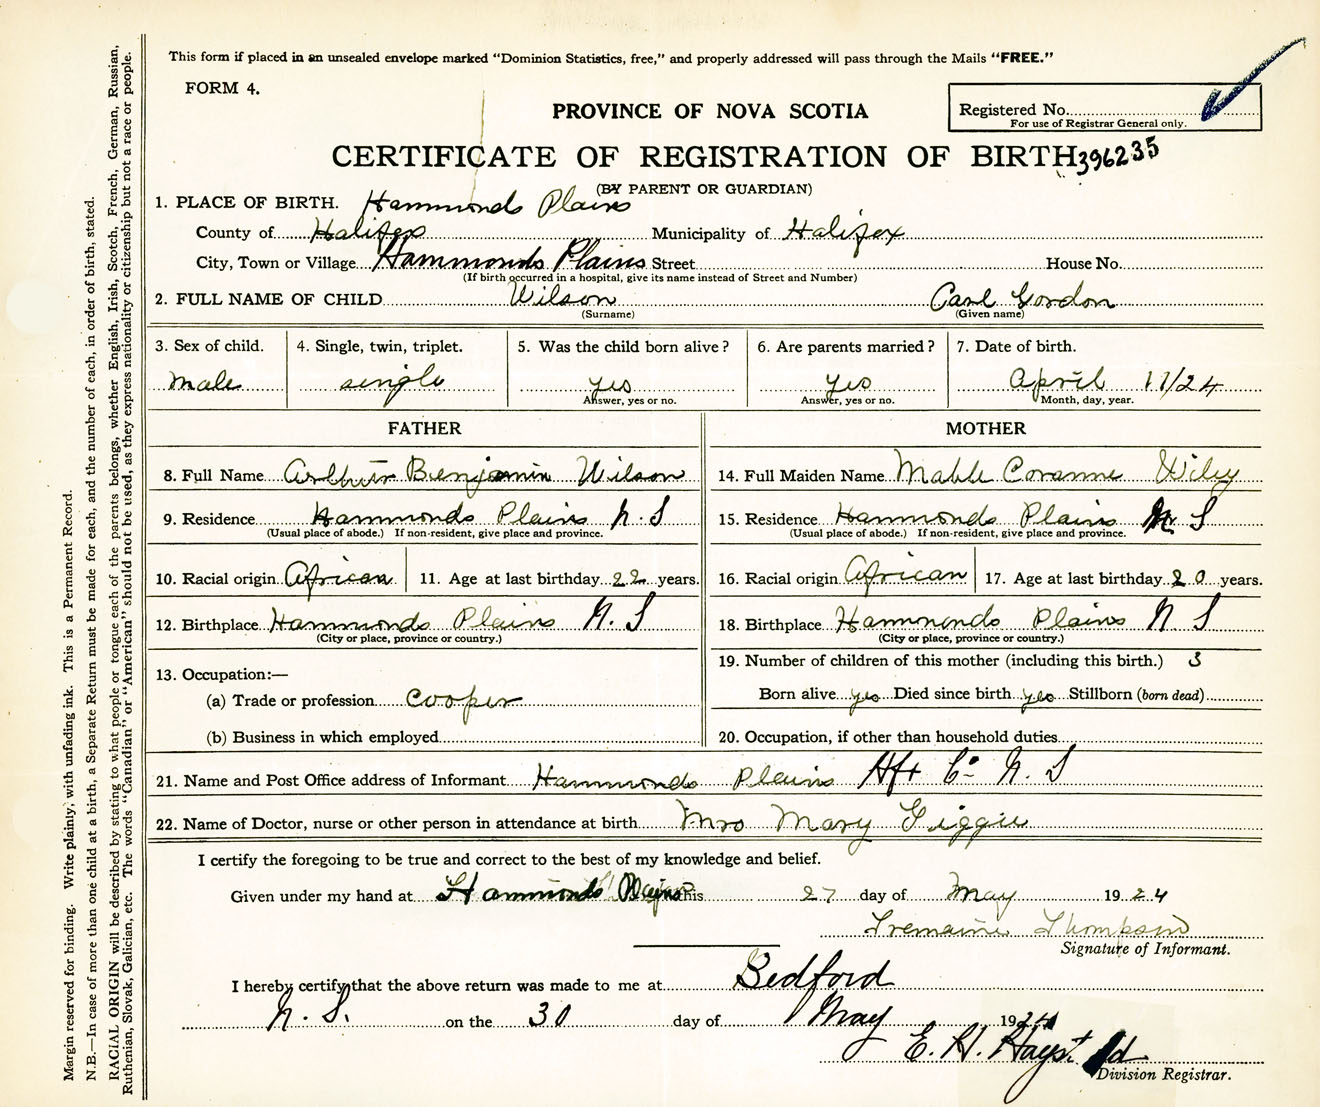 This form if placed in an unsealed envelope marked “Dominion Statistics, free,” and properly addressed will pass through the Mails “FREE.”
FORM 4.
PROVINCE OF NOVA SCOTIA
Registered No.
For use of Registrar General only.
CERTIFICATE OF REGISTRATION OF BIRTH 396235
(BY PARENT OR GUARDIAN)
1. PLACE OF BIRTH. Hammonds Plains
County of Halifax Municipality of Halifax
City, Town or Village Hammonds Plains Street House No.
(If birth occurred in a hospital, give its name instead of Street and Number)
2. FULL NAME OF CHILD Wilson Carl Gordon
(Surname) (Given name)
3. Sex of child. 4. Single, twin, triplet. 5. Was the child born alive? 6. Are parents married? 7. Date of birth.
Male single yes yes April 11/24
Answer, yes or no. Answer, yes or no. Month, day, year.
FATHER MOTHER
8. Full Name Arthur Benjamin Wilson 14. Full Maiden Name Mable Coranne Wiley
9. Residence Hammonds Plains N. S 15. Residence Hammonds Plains N. S
(Usual place of abode.) If non-resident, give place and province. (Usual place of abode.) If non-resident, give place and province.
10. Racial origin African 11. Age at last birthday 22 years. 16. Racial origin African 17. Age at last birthday 20 years.
12. Birthplace Hammonds Plains N. S 18. Birthplace Hammonds Plains N S
(City or place, province or country.) (City or place, province or country.)
13. Occupation:— 19. Number of children of this mother (including this birth.) 3
(a) Trade or profession cooper Born alive yes Died since birth yes Stillborn (born dead)
(b) Business in which employed 20. Occupation, if other than household duties
21. Name and Post Office address of Informant Hammonds Plains Hfx Co. N. S
22. Name of Doctor, nurse or other person in attendance at birth Mrs Mary Giggie
I certify the foregoing to be true and correct to the best of my knowledge and belief.
Given under my hand at Hammonds Plains this 27 day of May 1924
Tremaine Thompson
Signature of Informant.
I hereby certify that the above return was made to me at Bedford
N. S. on the 30 day of May 1924
E. H.
Division Registrar.
Margin reserved for binding. Write plainly, with unfading ink. This is a Permanent Record.
N.B.—In case of more than one child at a birth, a Separate Return must be made for each, and the number of each, in order of birth, stated.
RACIAL ORIGIN will be described by stating to what people or tongue each of the parents belongs, whether English, Irish, Scotch, French, German, Russian,
Ruthenian, Slovak, Galician, etc. The words “Canadian” or “American” should not be used, as they express nationality or citizenship but not a race or people.